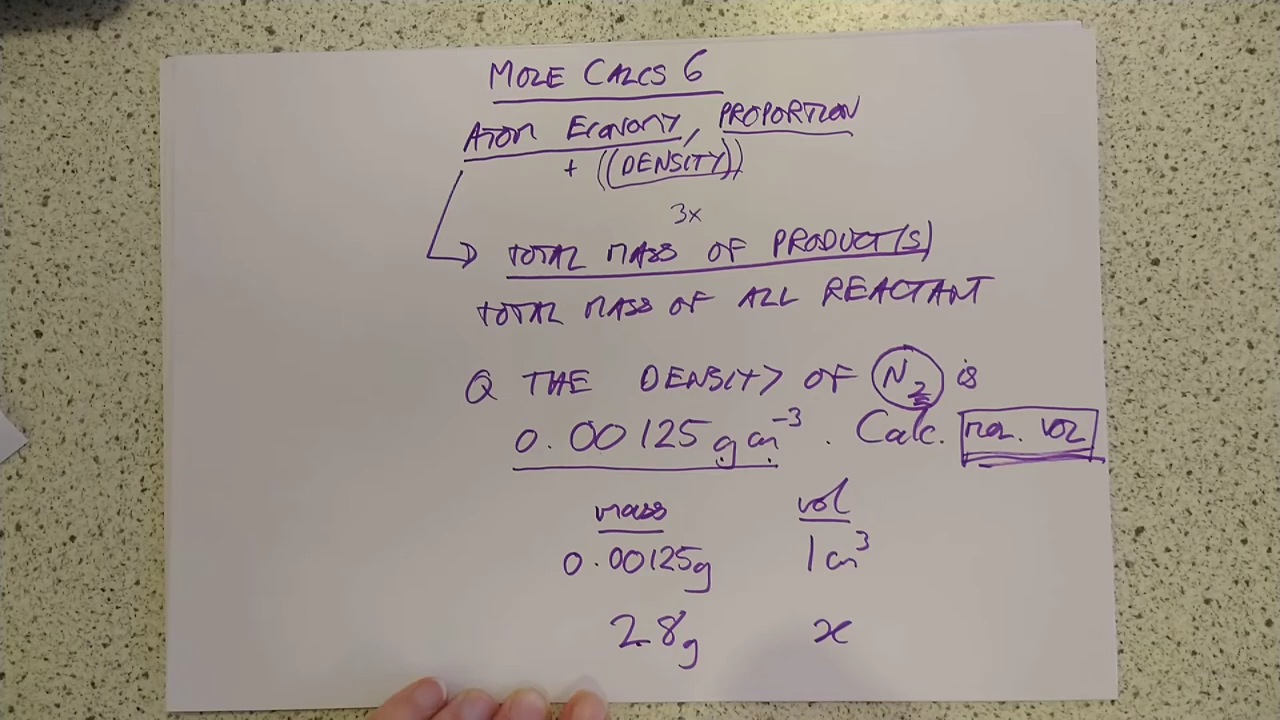 MOLE CALCS 6
ATOM ECONOMY, PROPORTION
+ ((DENSITY))
3x
TOTAL MASS OF PRODUCT(S)
TOTAL MASS OF ALL REACTANT
Q THE DENSITY OF N₂ is
0.00125 g cm⁻³. Calc. mol. vol
mass vol
0.00125g 1cm³
28g x